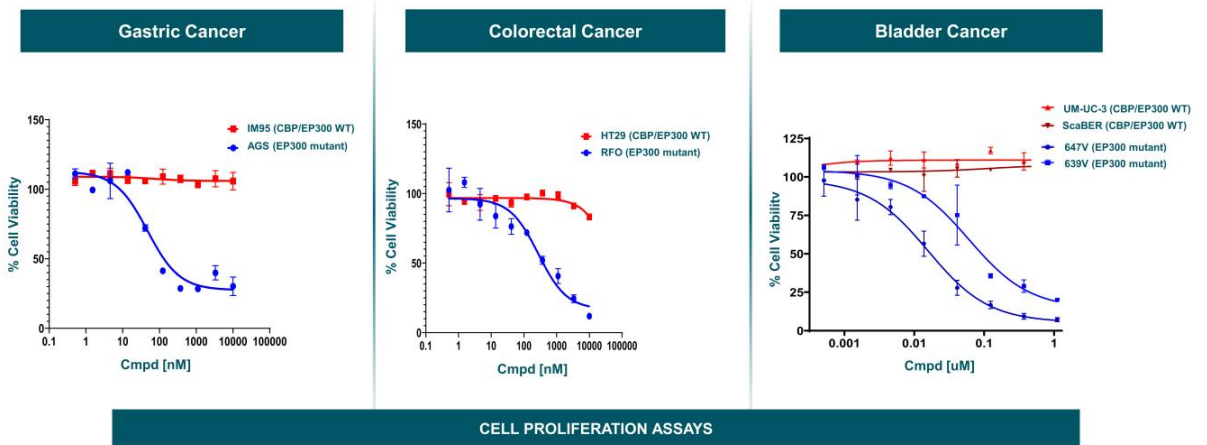 Gastric Cancer
Colorectal Cancer
Bladder Cancer
150
100
50
0
% Cell Viability
0.1 1 10 100 1000 10000 100000
Cmpd [nM]
IM95 (CBP/EP300 WT)
AGS (EP300 mutant)
150
100
50
0
% Cell Viability
0.1 1 10 100 1000 10000 100000
Cmpd [nM]
HT29 (CBP/EP300 WT)
RFO (EP300 mutant)
125
100
75
50
25
0
% Cell Viability
0.001 0.01 0.1 1
Cmpd [uM]
UM-UC-3 (CBP/EP300 WT)
ScaBER (CBP/EP300 WT)
647V (EP300 mutant)
639V (EP300 mutant)
CELL PROLIFERATION ASSAYS